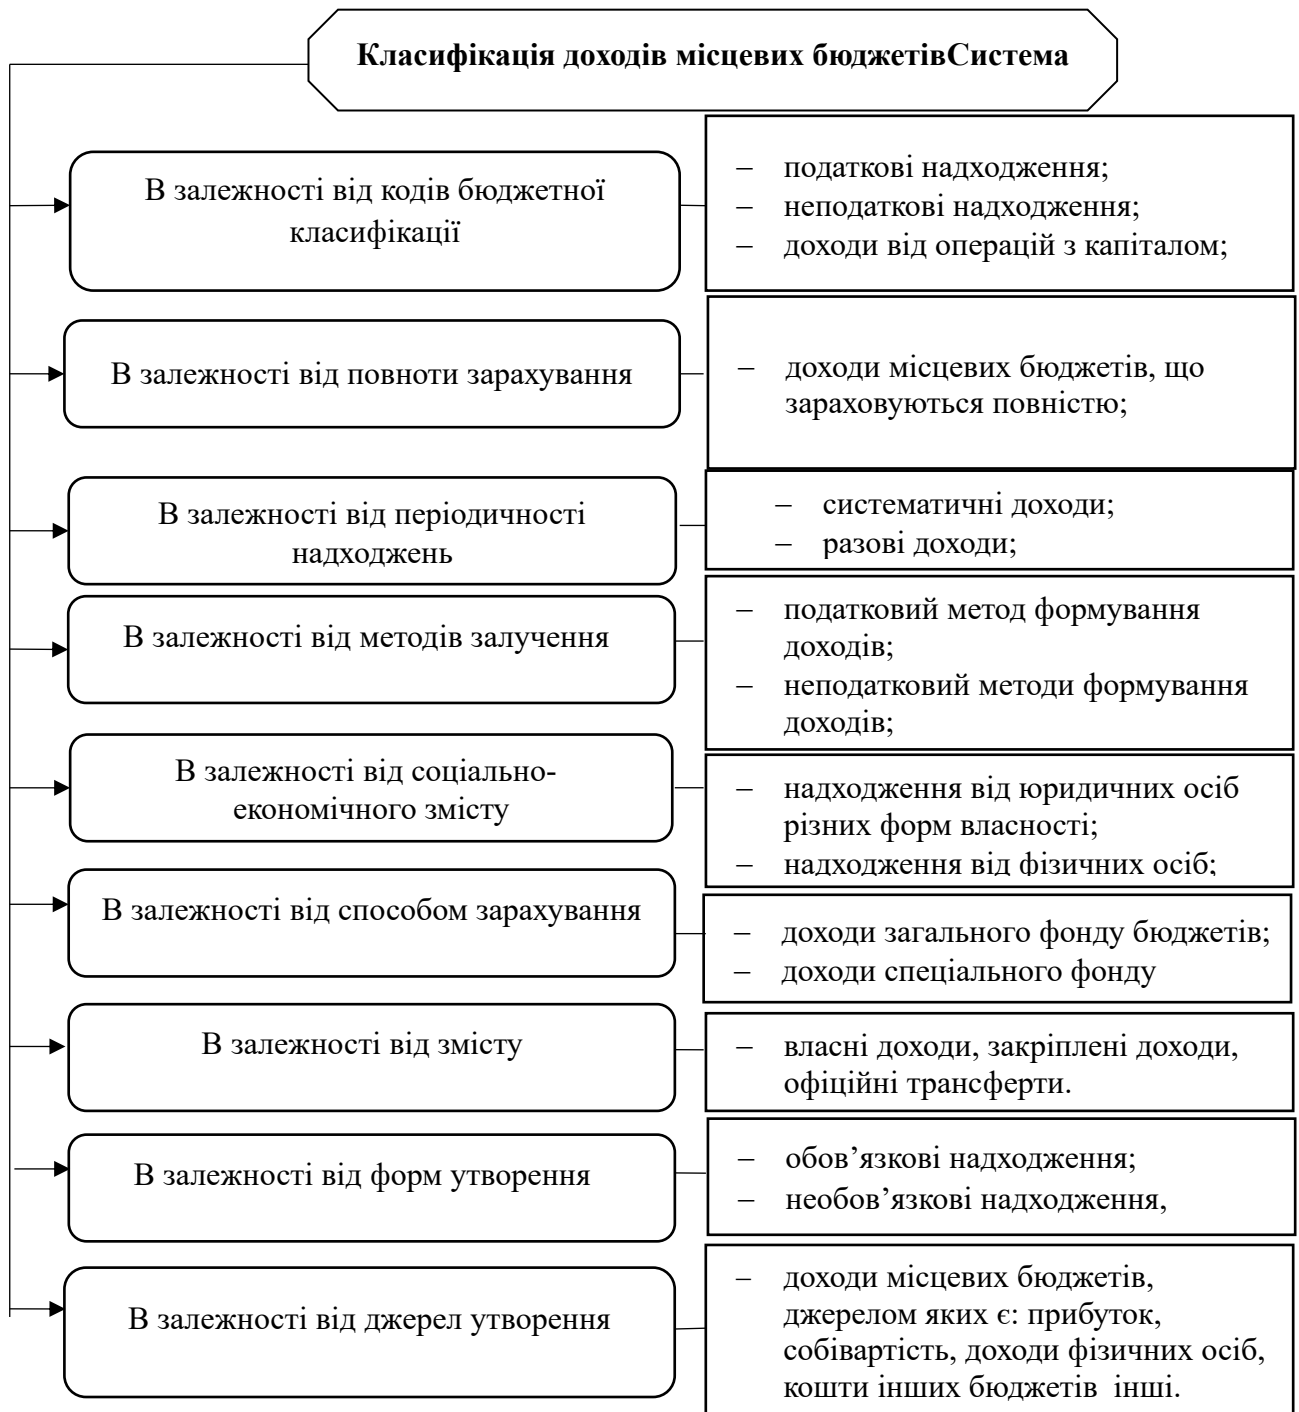 Класифікація доходів місцевих бюджетівСистема
В залежності від кодів бюджетної
класифікації
– податкові надходження;
– неподаткові надходження;
– доходи від операцій з капіталом;
В залежності від повноти зарахування
– доходи місцевих бюджетів, що
зараховуються повністю;
В залежності від періодичності
надходжень
– систематичні доходи;
– разові доходи;
В залежності від методів залучення
– податковий метод формування
доходів;
– неподатковий методи формування
доходів;
В залежності від соціально-
економічного змісту
– надходження від юридичних осіб
різних форм власності;
– надходження від фізичних осіб;
В залежності від способом зарахування
– доходи загального фонду бюджетів;
– доходи спеціального фонду
В залежності від змісту
– власні доходи, закріплені доходи,
офіційні трансферти.
В залежності від форм утворення
– обов’язкові надходження;
– необов’язкові надходження,
В залежності від джерел утворення
– доходи місцевих бюджетів,
джерелом яких є: прибуток,
собівартість, доходи фізичних осіб,
кошти інших бюджетів  інші.